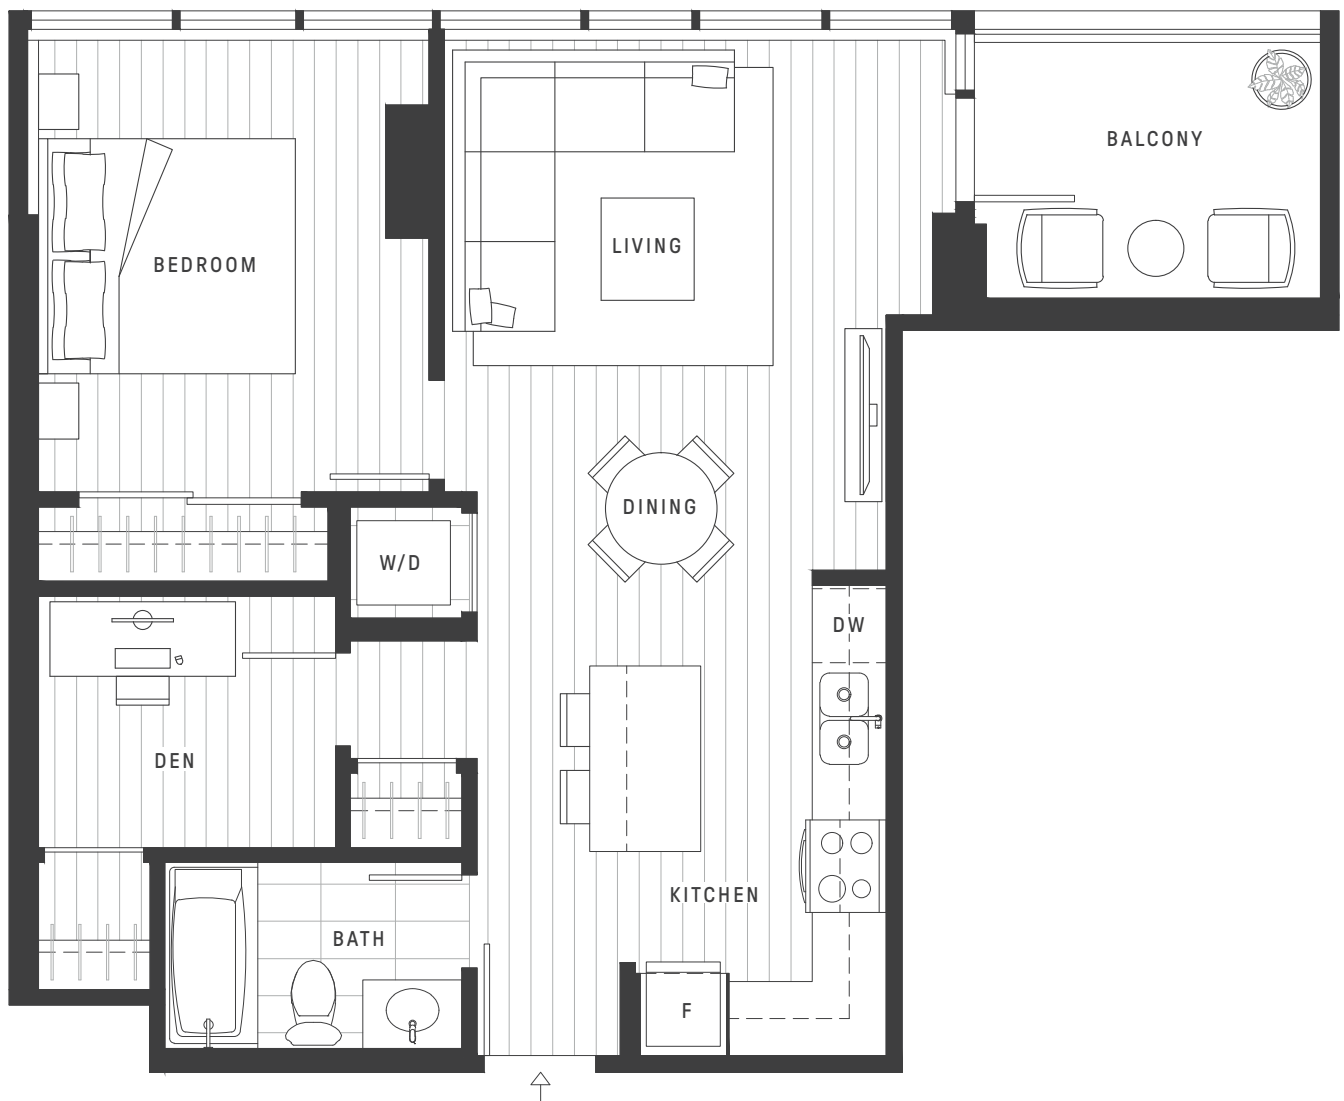 BALCONY
LIVING
BEDROOM
DINING
W/D
DW
DEN
KITCHEN
BATH
F